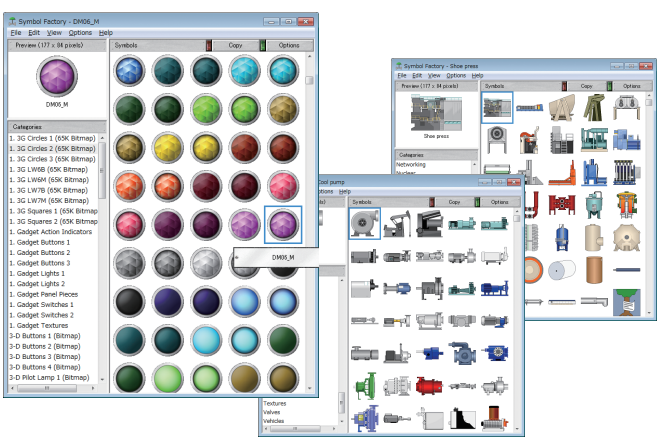 Symbol Factory - DM06_M
File Edit View Options Help
Preview (177 x 84 pixels)
Symbols
Copy
Options
DM06_M
Categories
1. 3G Circles 1 (65K Bitmap)
1. 3G Circles 2 (65K Bitmap)
1. 3G Circles 3 (65K Bitmap)
1. 3G LW6B (65K Bitmap)
1. 3G LW6M (65K Bitmap)
1. 3G LW7B (65K Bitmap)
1. 3G LW7M (65K Bitmap)
1. 3G Squares 1 (65K Bitmap
1. 3G Squares 2 (65K Bitmap
1. Gadget Action Indicators
1. Gadget Buttons 1
1. Gadget Buttons 2
1. Gadget Buttons 3
1. Gadget Lights 1
1. Gadget Lights 2
1. Gadget Panel Pieces
1. Gadget Switches 1
1. Gadget Switches 2
1. Gadget Textures
3-D Buttons 1 (Bitmap)
3-D Buttons 2 (Bitmap)
3-D Buttons 3 (Bitmap)
3-D Buttons 4 (Bitmap)
3-D Pilot Lamp 1 (Bitmap)
DM06_M
Cool pump
ptions Help
Symbols
Copy
Options
Textures
Valves
Vehicles
Symbol Factory - Shoe press
File Edit View Options Help
Preview (177 x 84 pixels)
Symbols
Copy
Options
Shoe press
Categories
Networking